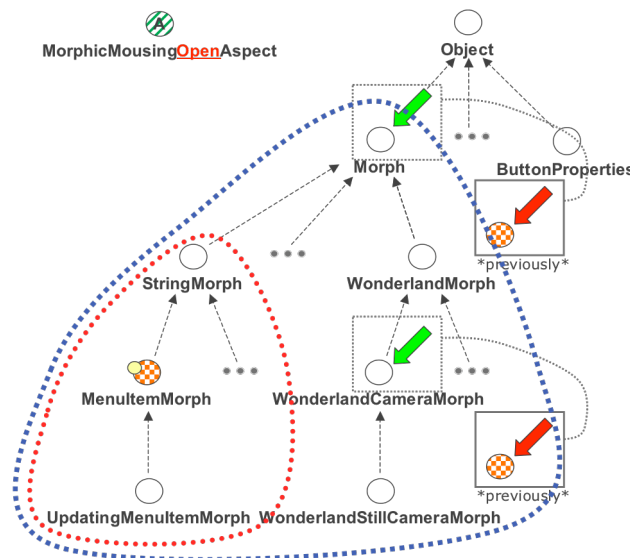 A
MorphicMousingOpenAspect
Object
Morph
ButtonProperties
*previously*
StringMorph
WonderlandMorph
MenuItemMorph
WonderlandCameraMorph
*previously*
UpdatingMenuItemMorph
WonderlandStillCameraMorph